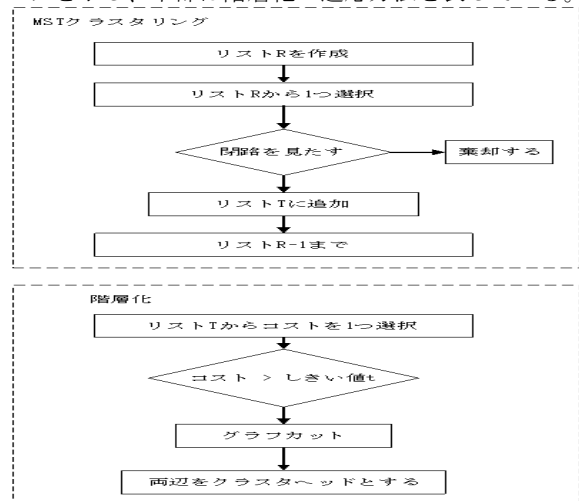 MSTクラスタリング
リストRを作成
リストRから1つ選択
閉路を見たす
棄却する
リストTに追加
リストR-1まで
階層化
リストTからコストを1つ選択
コスト > しきい値t
グラフカット
両辺をクラスタヘッドとする